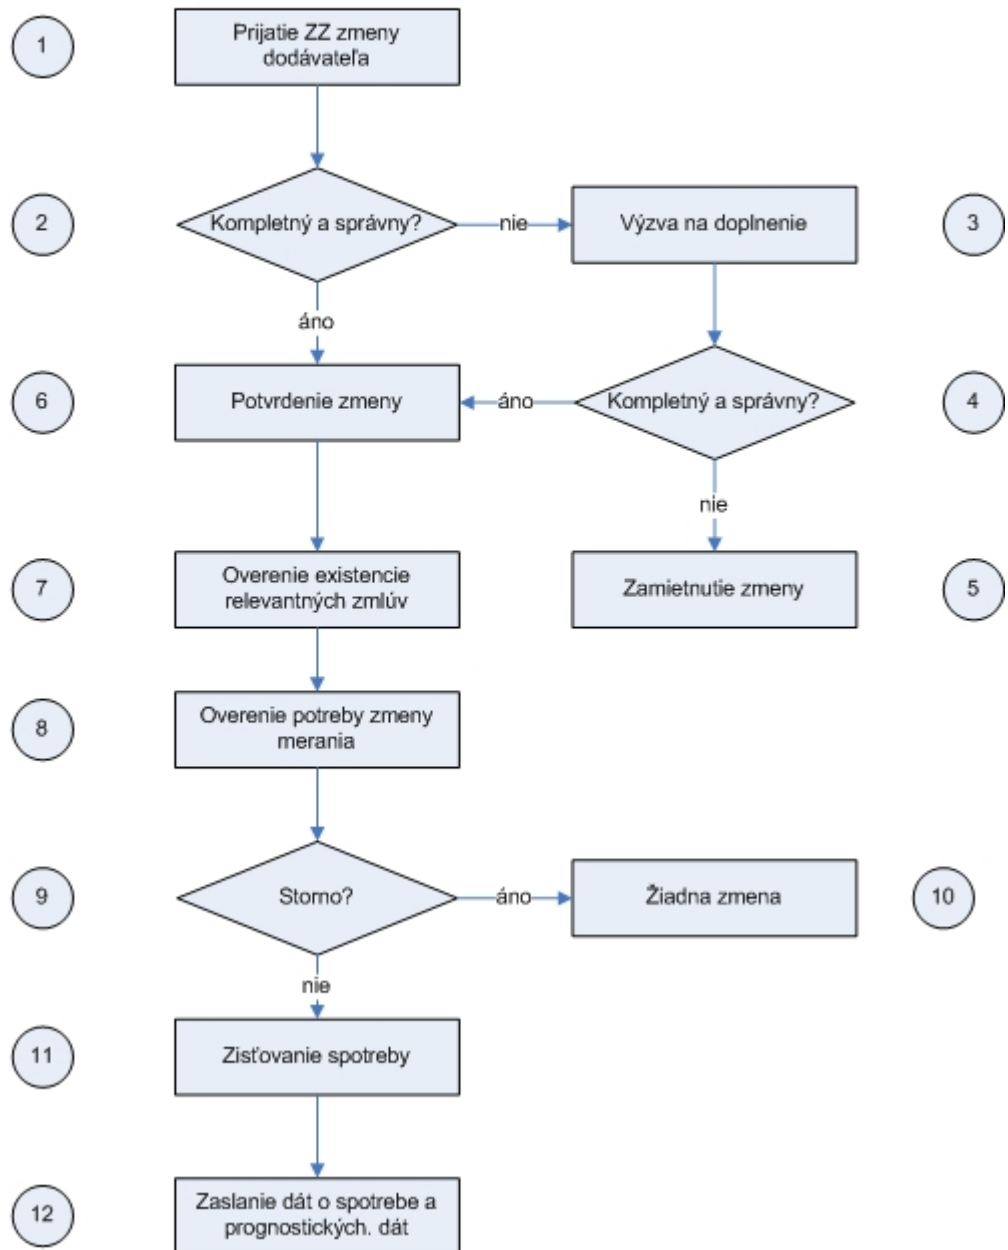 1
Prijatie ZZ zmeny
dodávateľa
2
Kompletný a správny?
nie
Výzva na doplnenie
3
áno
6
Potvrdenie zmeny
áno
Kompletný a správny?
4
nie
7
Overenie existencie
relevantných zmlúv
Zamietnutie zmeny
5
8
Overenie potreby zmeny
merania
9
Storno?
áno
Žiadna zmena
10
nie
11
Zisťovanie spotreby
12
Zaslanie dát o spotrebe a
prognostických. dát